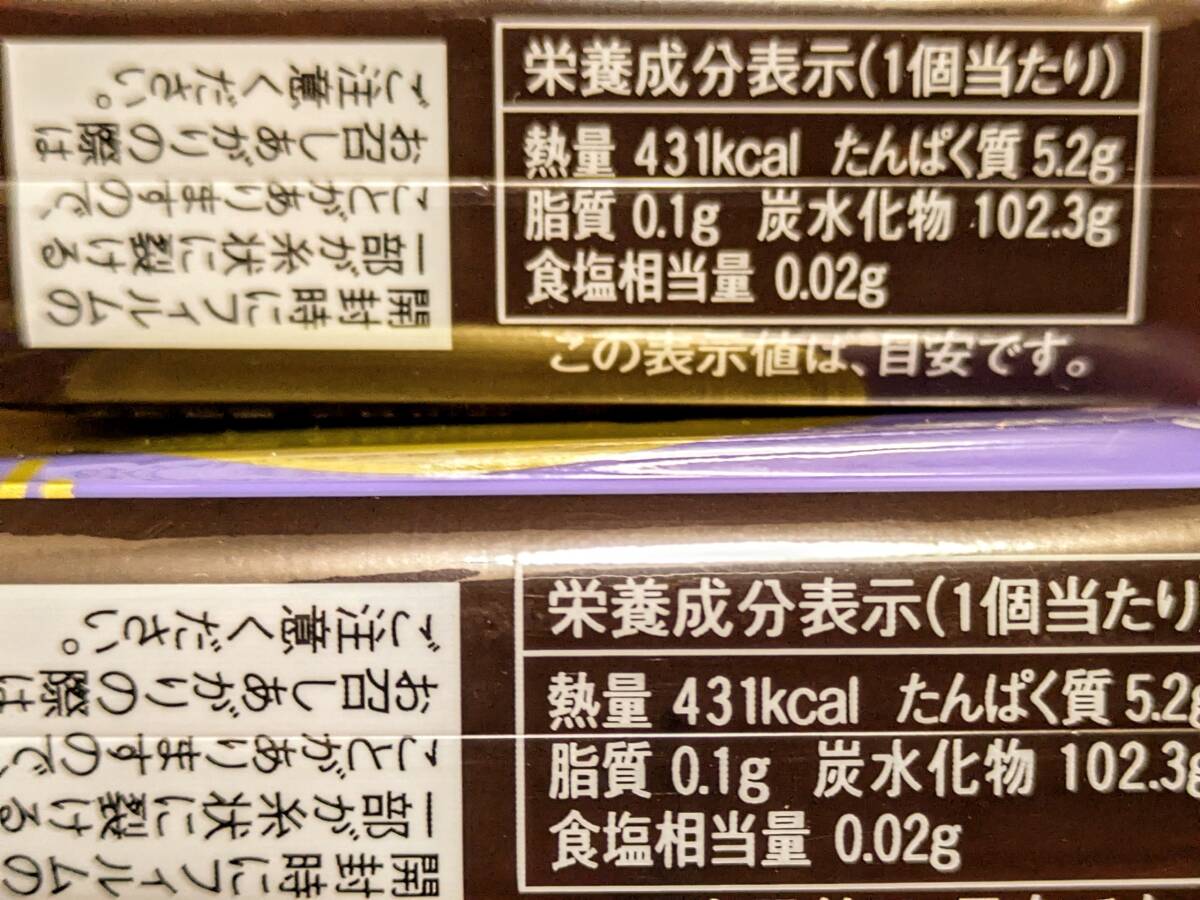 栄養成分表示(1個当たり)
熱量 431kcal たんぱく質 5.2g
脂質 0.1g 炭水化物 102.3g
食塩相当量 0.02g
この表示値は、目安です。
開封時にフィルムの
一部が糸状に裂ける
ことがありますので、
お召しあがりの際は
ご注意ください。
栄養成分表示(1個当たり
熱量 431kcal たんぱく質 5.2g
脂質 0.1g 炭水化物 102.3g
食塩相当量 0.02g
開封時にフィルムの
一部が糸状に裂ける
ことがありますので、
お召しあがりの際は
ご注意ください。